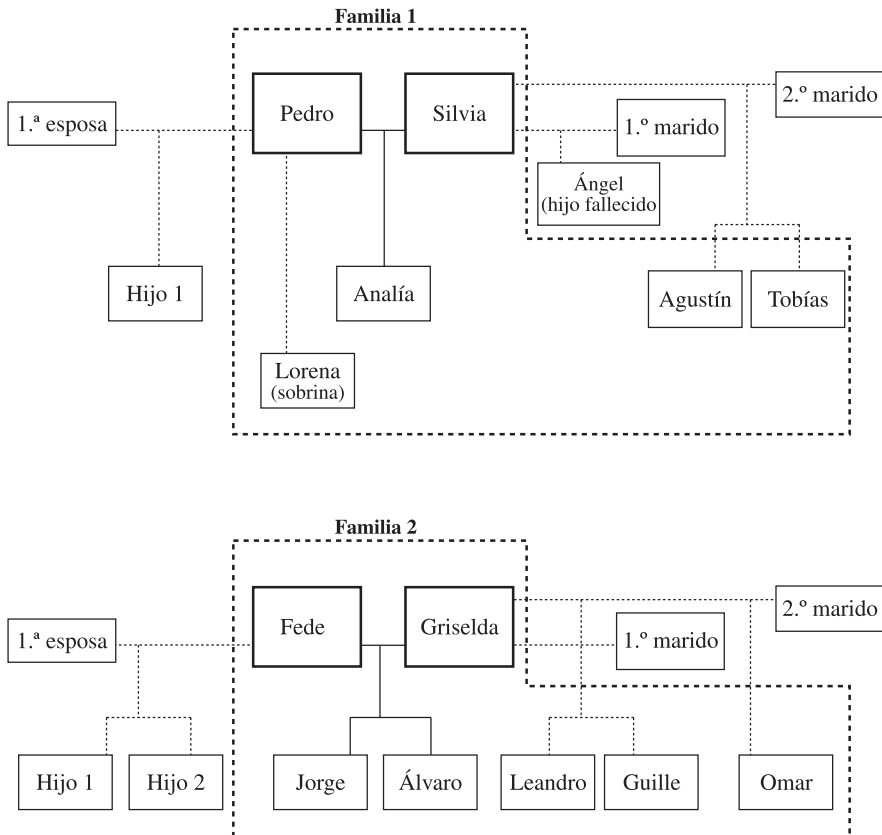 Familia 1
Pedro
Silvia
2.º marido
1.ª esposa
1.º marido
Ángel
(hijo fallecido
Hijo 1
Analía
Agustín
Tobías
Lorena
(sobrina)
Familia 2
Fede
Griselda
2.º marido
1.ª esposa
1.º marido
Hijo 1
Hijo 2
Jorge
Álvaro
Leandro
Guille
Omar